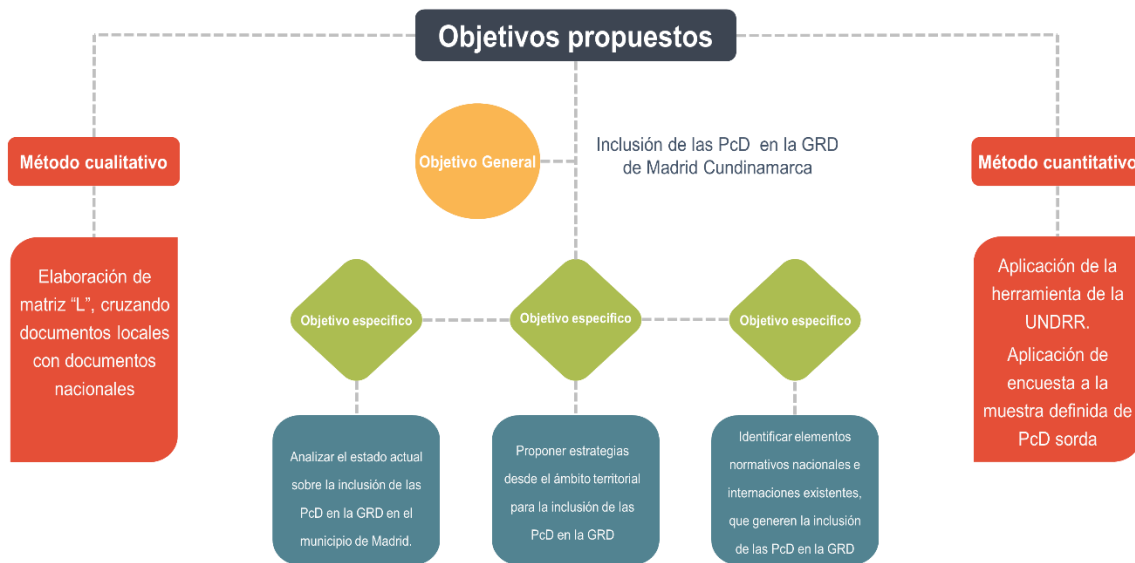 Objetivos propuestos
Método cualitativo
Elaboración de
matriz “L”, cruzando
documentos locales
con documentos
nacionales
Objetivo General
Inclusión de las PcD en la GRD
de Madrid Cundinamarca
Objetivo especifico
Objetivo especifico
Objetivo especifico
Analizar el estado actual
sobre la inclusión de las
PcD en la GRD en el
municipio de Madrid.
Proponer estrategias
desde el ámbito territorial
para la inclusión de las
PcD en la GRD
Identificar elementos
normativos nacionales e
internaciones existentes,
que generen la inclusión
de las PcD en la GRD
Método cuantitativo
Aplicación de la
herramienta de la
UNDRR.
Aplicación de
encuesta a la
muestra definida de
PcD sorda